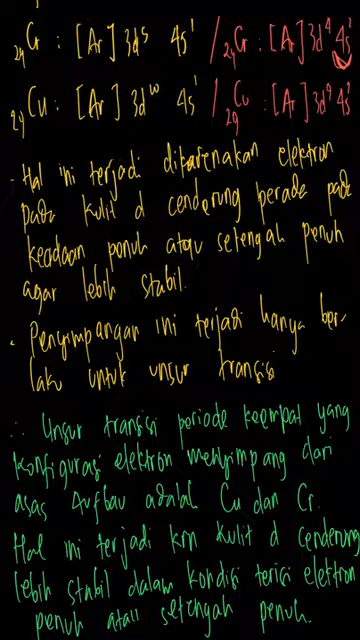 ₂₄Cr : [Ar] 3d⁵ 4s¹ / ₂₄Cr : [Ar] 3d⁴ 4s²
₂₉Cu : [Ar] 3d¹⁰ 4s¹ / ₂₉Cu : [Ar] 3d⁹ 4s²
- Hal ini terjadi dikarenakan elektron
pada kulit d cenderung berada pada
keadaan penuh atau setengah penuh
agar lebih stabil.
- Penyimpangan ini terjadi hanya ber-
laku untuk unsur transisi
∴ Unsur transisi periode keempat yang
konfigurasi elektron menyimpang dari
asas Aufbau adalah Cu dan Cr.
Hal ini terjadi krn kulit d cenderung
lebih stabil dalam kondisi terisi elektron
penuh atau setengah penuh.